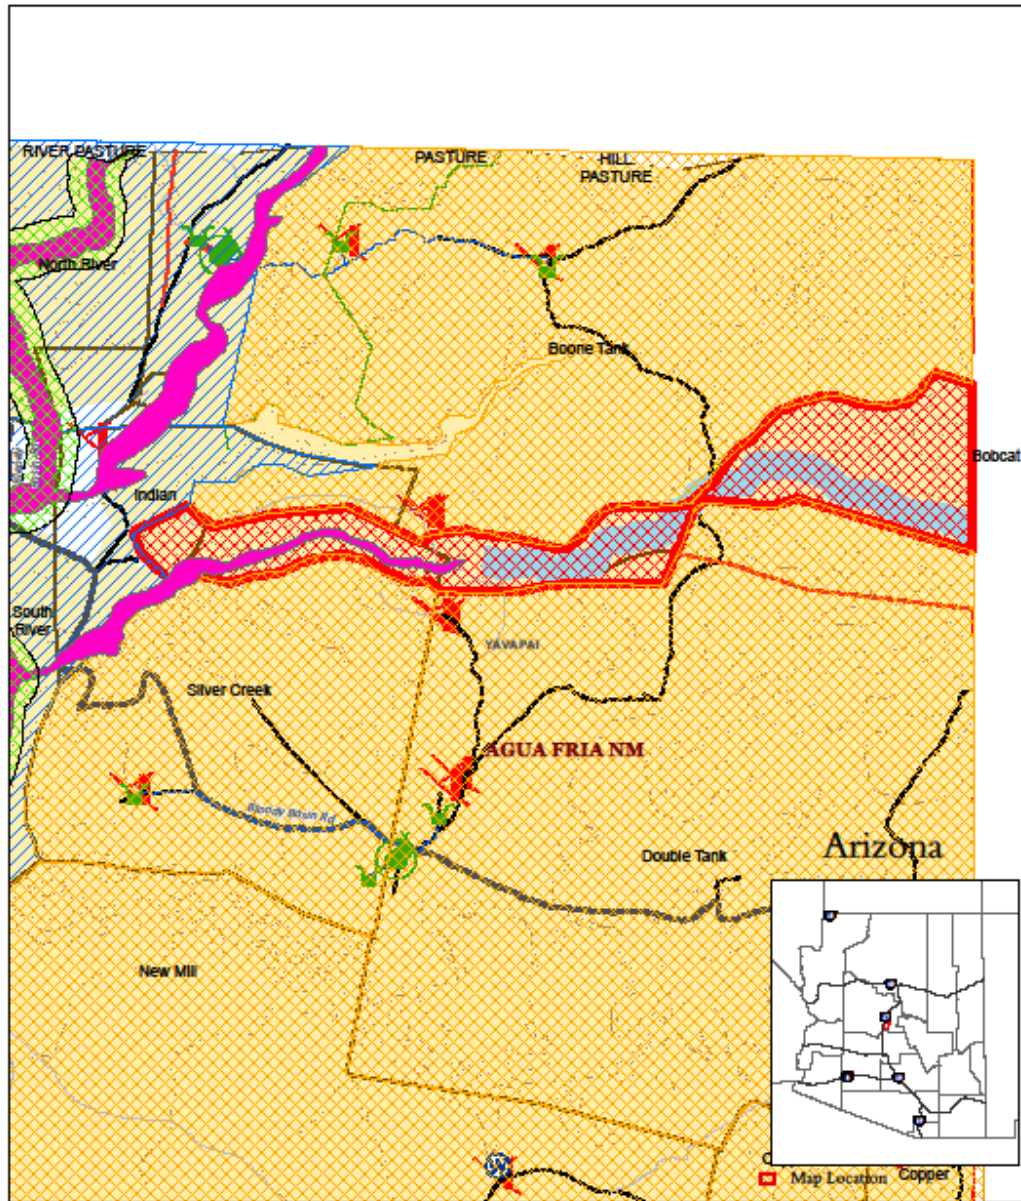 RIVER PASTURE
PASTURE
HILL
PASTURE
North River
Boone Tank
Bobcat
Indian
South
River
YAVAPAI
Silver Creek
AGUA FRIA NM
Bloody Basin Rd
Double Tank
Arizona
New Mill
Map Location
Copper